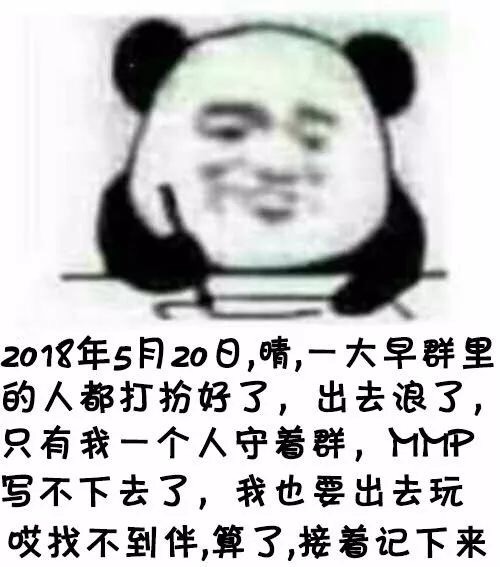 2018年5月20日,晴,一大早群里
的人都打扮好了，出去浪了，
只有我一个人守着群，MMP
写不下去了，我也要出去玩
哎找不到伴,算了,接着记下来